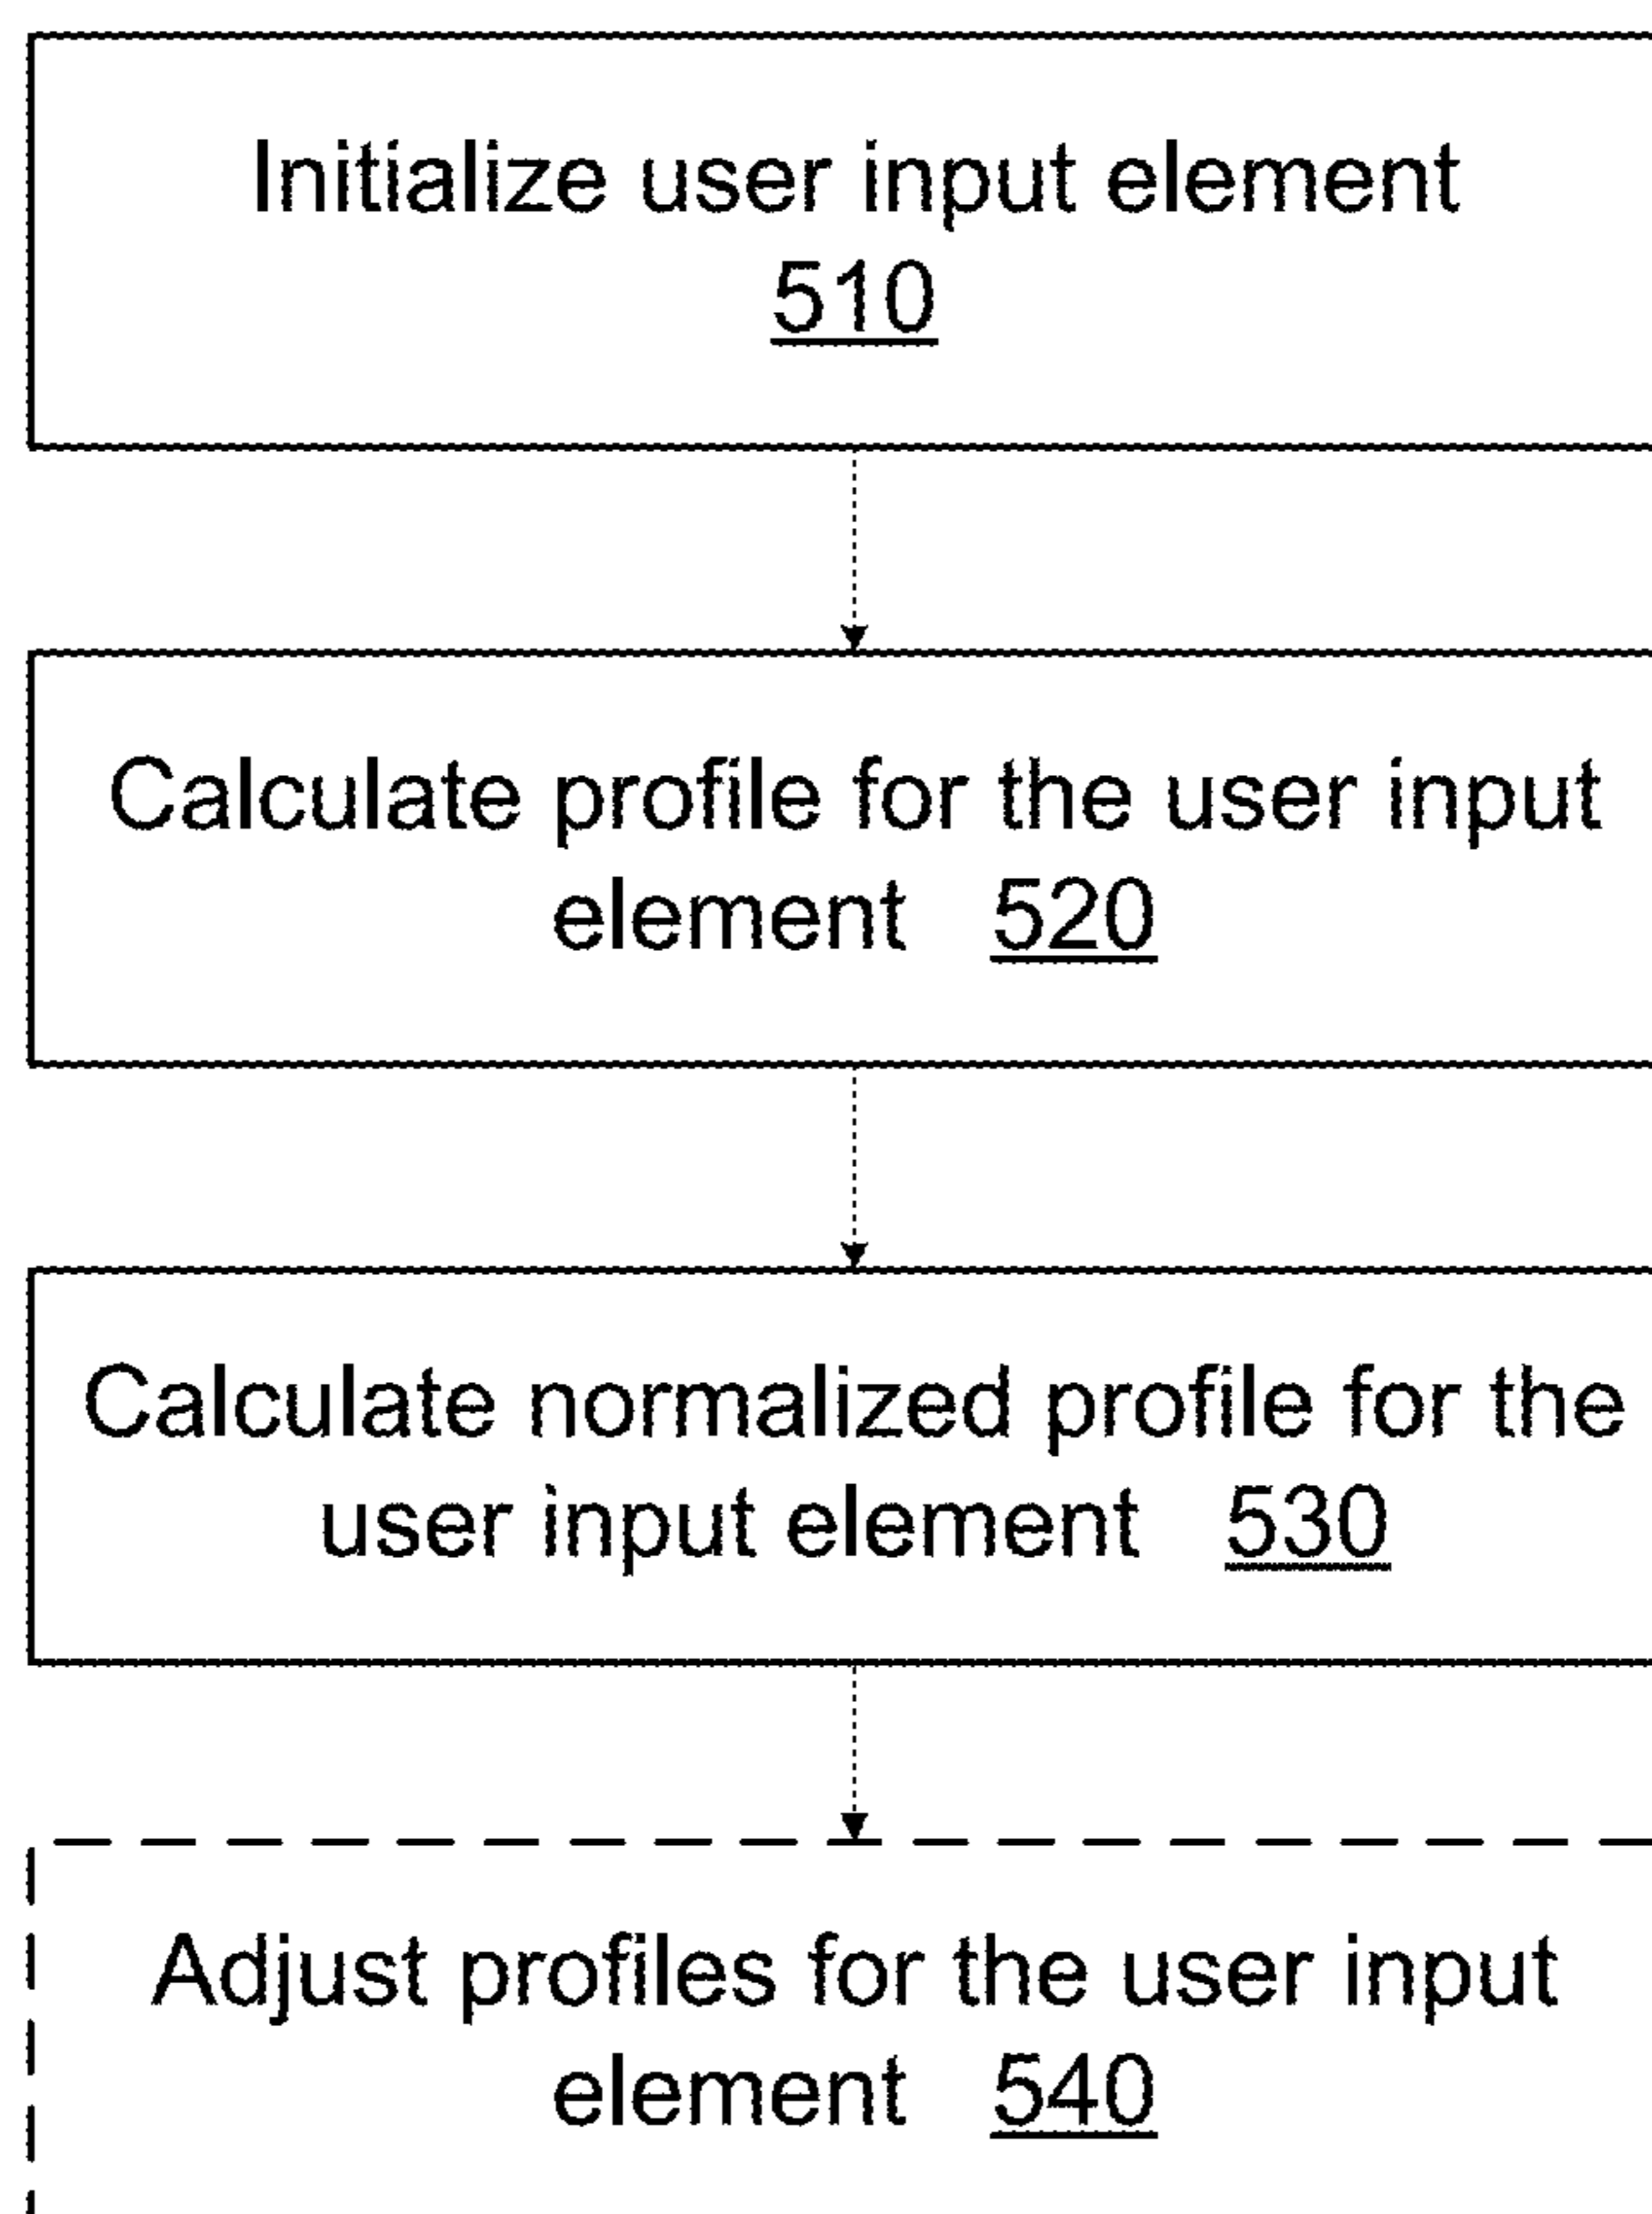 Initialize user input element
510
Calculate profile for the user input
element 520
Calculate normalized profile for the
user input element 530
Adjust profiles for the user input
element 540